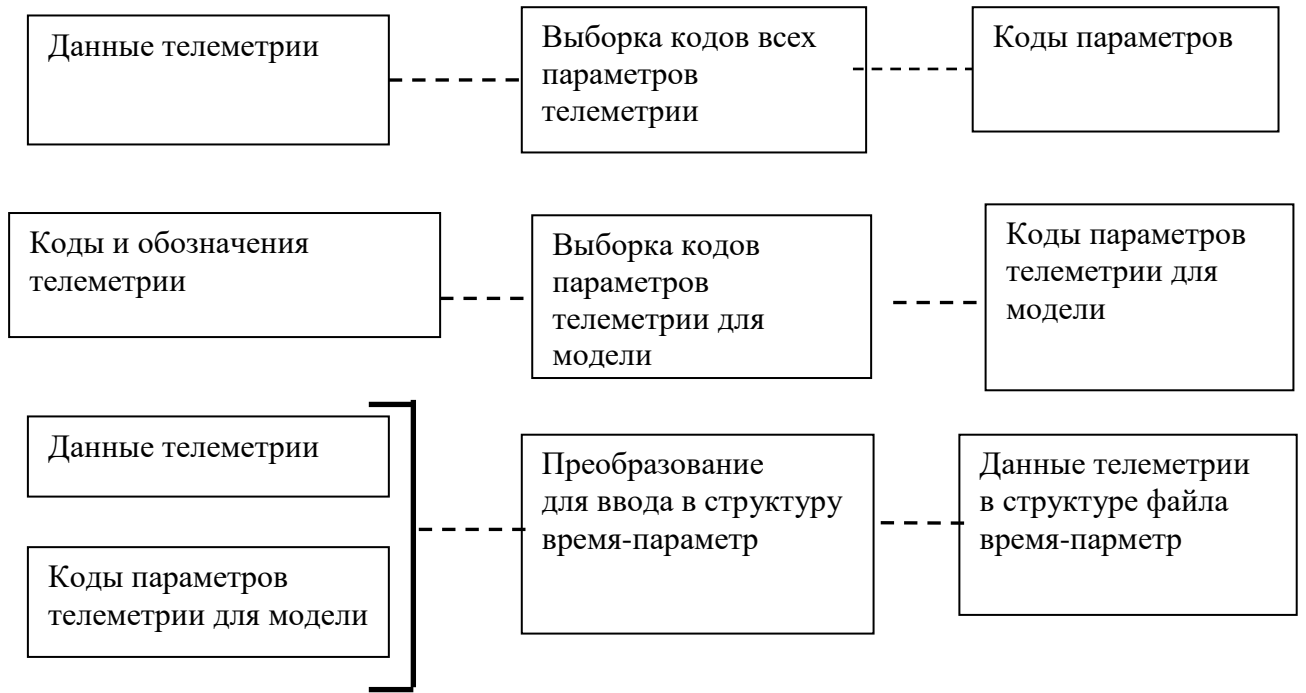 Данные телеметрии
Выборка кодов всех
параметров
телеметрии
Коды параметров
Коды и обозначения
телеметрии
Выборка кодов
параметров
телеметрии для
модели
Коды параметров
телеметрии для
модели
Данные телеметрии
Коды параметров
телеметрии для модели
Преобразование
для ввода в структуру
время-параметр
Данные телеметрии
в структуре файла
время-парметр